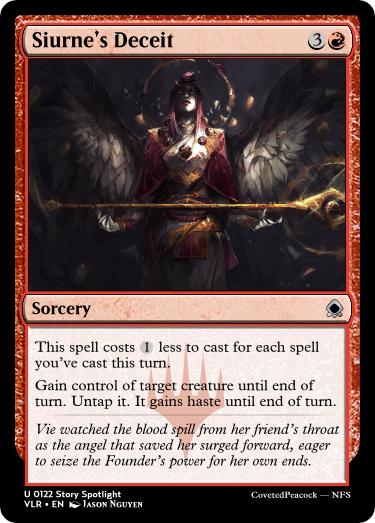 Siurne's Deceit 3
Sorcery
This spell costs 1 less to cast for each spell
you've cast this turn.
Gain control of target creature until end of
turn. Untap it. It gains haste until end of turn.
Vie watched the blood spill from her friend's throat
as the angel that saved her surged forward, eager
to seize the Founder's power for her own ends.
U 0122 Story Spotlight
VLR • EN Jason Nguyen
CovetedPeacock — NFS